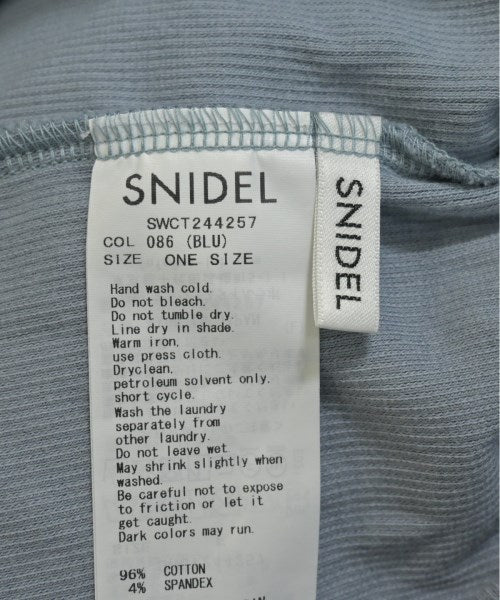 SNIDEL
SWCT244257
COL 086 (BLU)
SIZE ONE SIZE
Hand wash cold.
Do not bleach.
Do not tumble dry.
Line dry in shade.
Warm iron,
use press cloth.
Dryclean.
petroleum solvent only.
short cycle.
Wash the laundry
separately from
other laundry.
Do not leave wet.
May shrink slightly when
washed.
Be careful not to expose
to friction or let it
get caught.
Dark colors may run.
96% COTTON
4% SPANDEX
SNIDEL